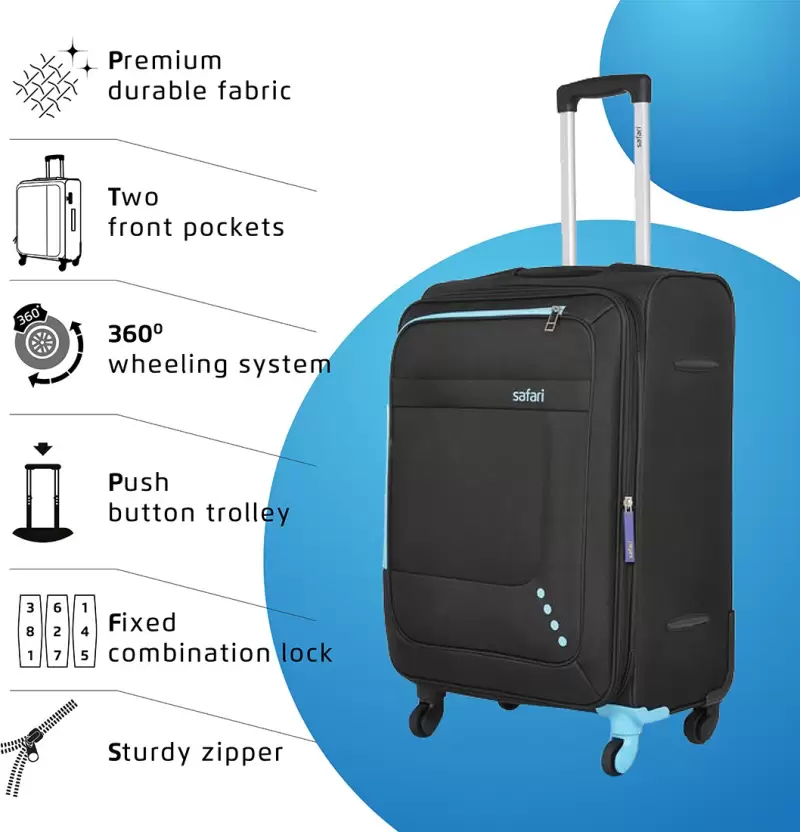 Premium
durable fabric
Two
front pockets
360
360⁰
wheeling system
Push
button trolley
3 6 1
8 2 4
1 7 5
Fixed
combination lock
Sturdy zipper
safari
safari
safari